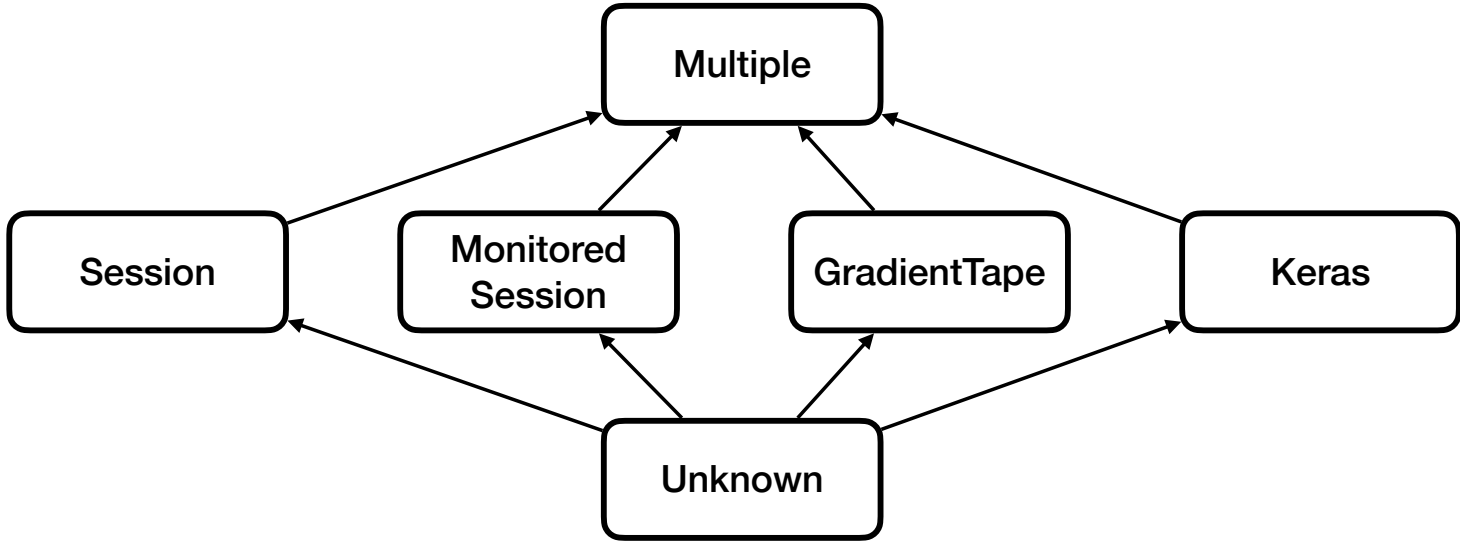 Multiple
Session
Monitored
Session
GradientTape
Keras
Unknown